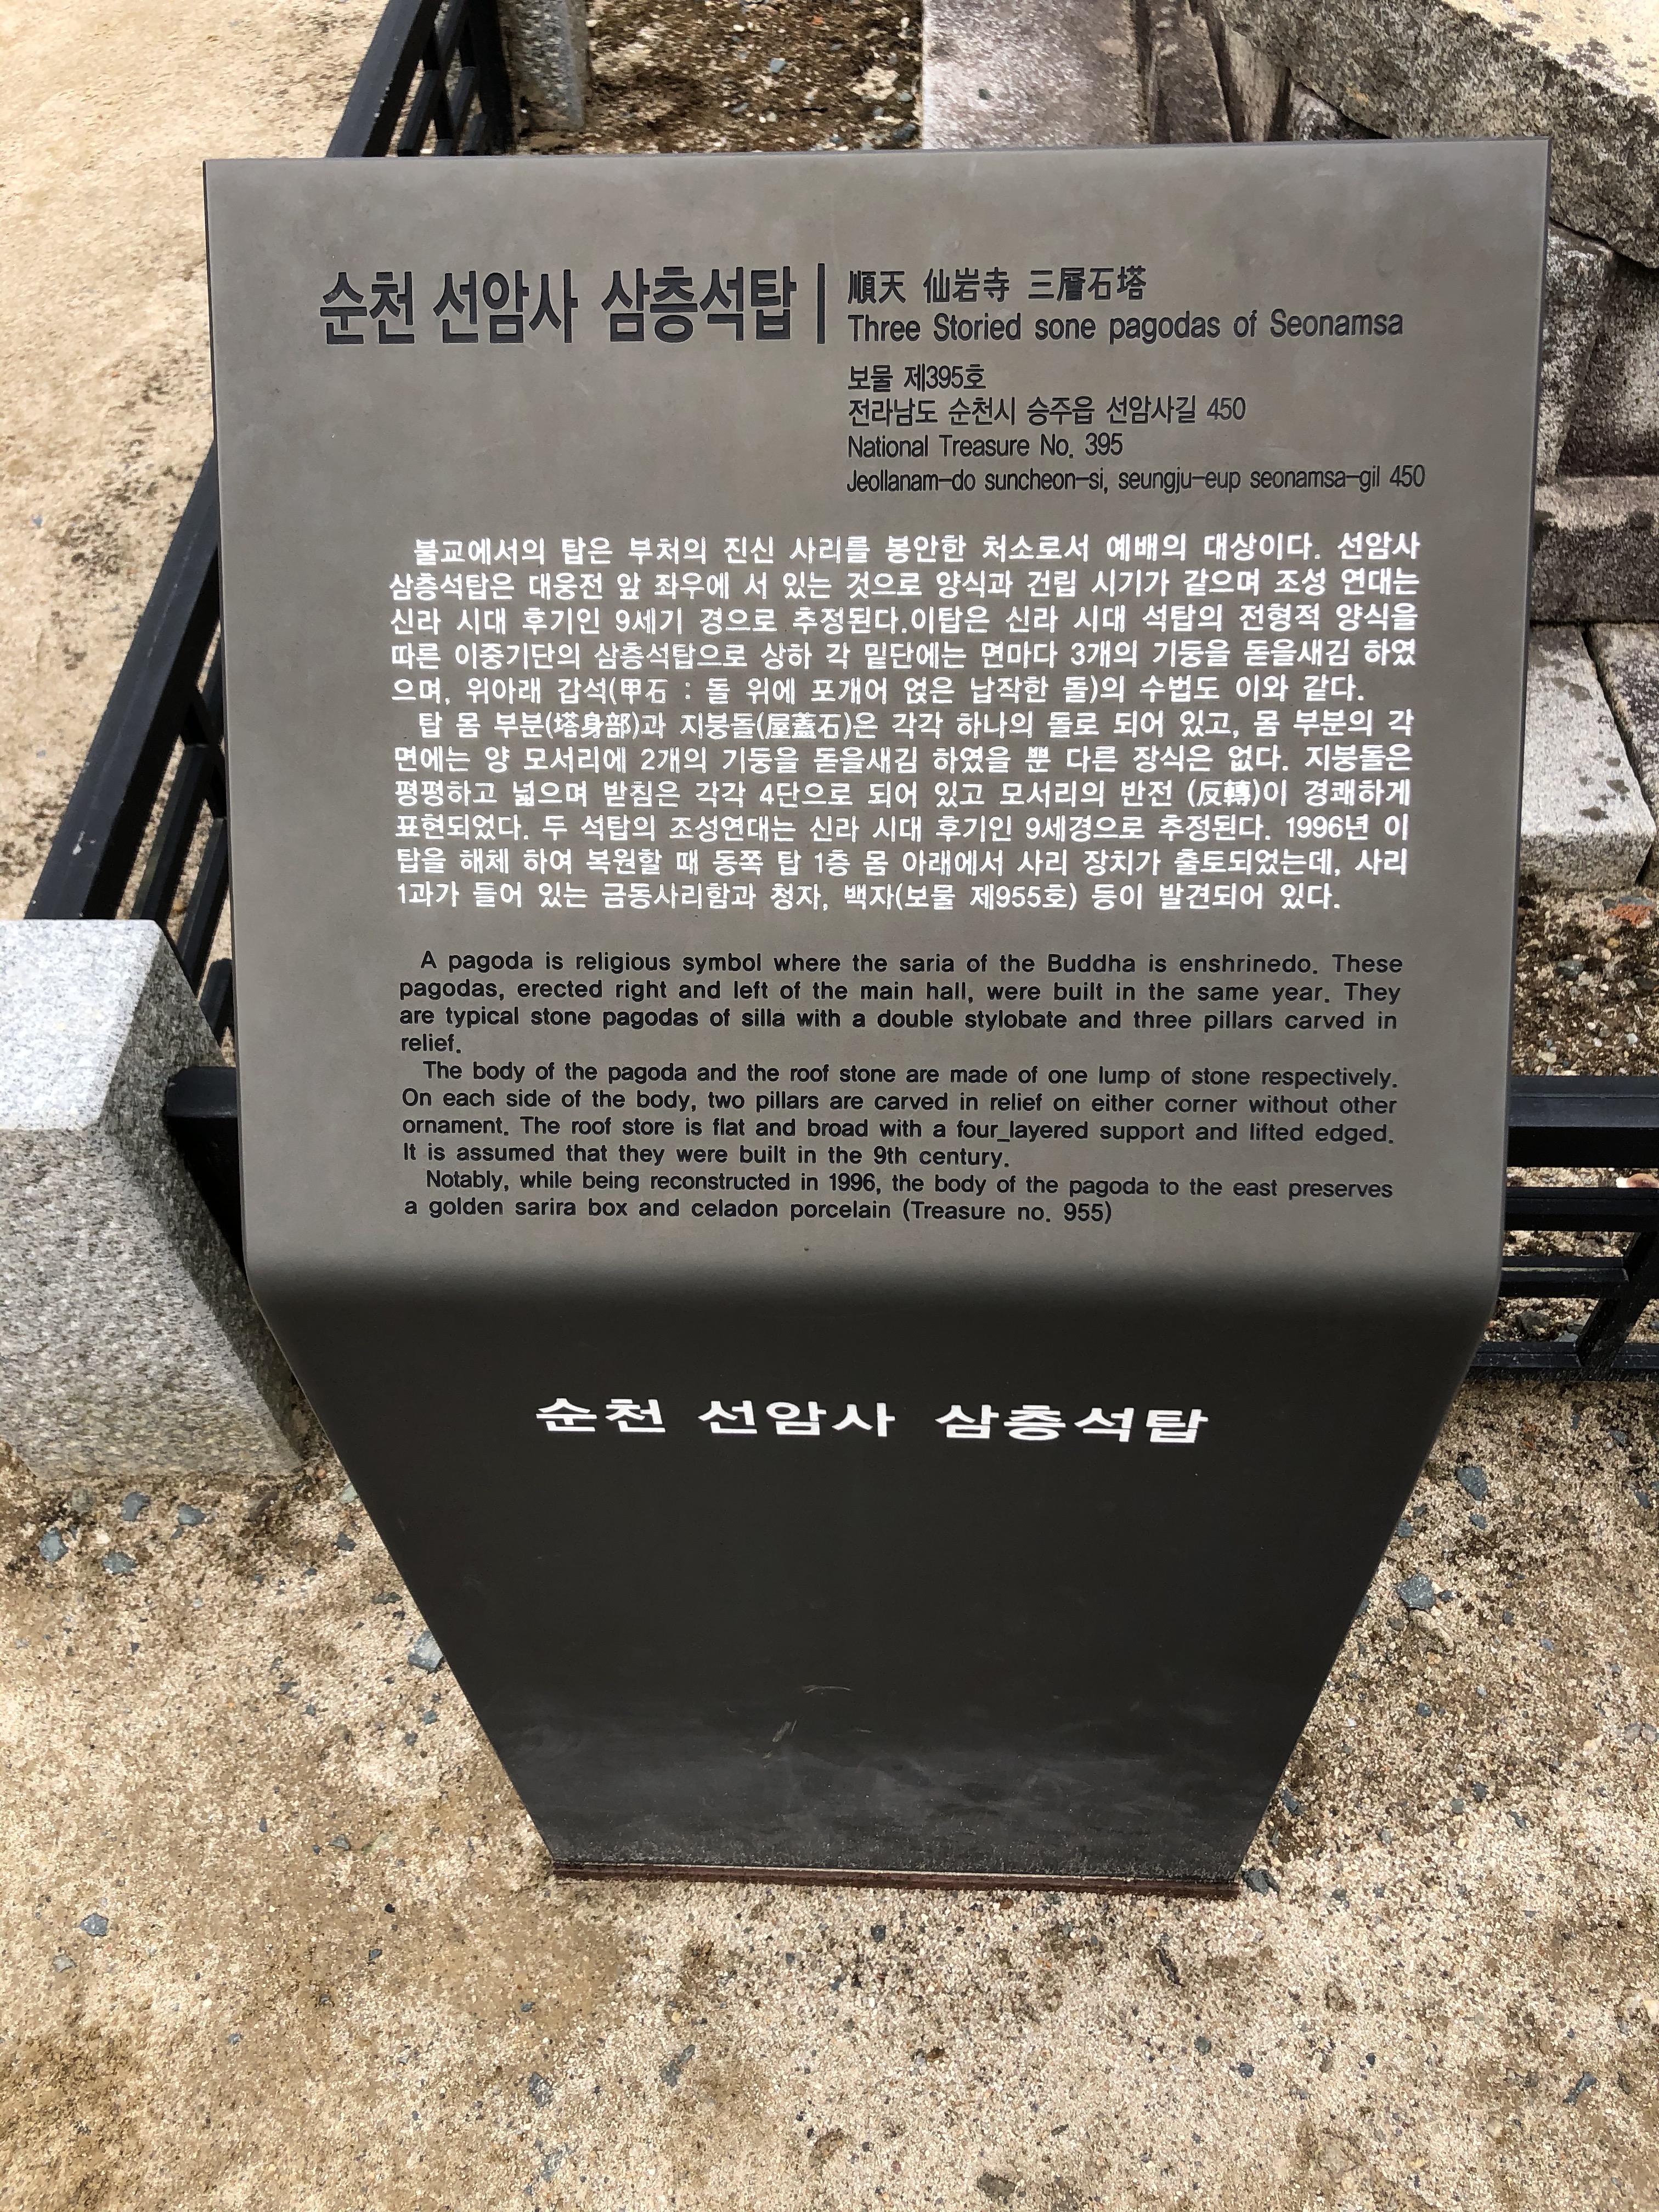 순천 선암사 삼층석탑
順天 仙岩寺 三層石塔
Three Storied sone pagodas of Seonamsa
보물 제395호
전라남도 순천시 승주읍 선암사길 450
National Treasure No. 395
Jeollanam-do suncheon-si, seungju-eup seonamsa-gil 450
불교에서의 탑은 부처의 진신 사리를 봉안한 처소로서 예배의 대상이다. 선암사
삼층석탑은 대웅전 앞 좌우에 서 있는 것으로 양식과 건립 시기가 같으며 조성 연대는
신라 시대 후기인 9세기 경으로 추정된다.이탑은 신라 시대 석탑의 전형적 양식을
따른 이중기단의 삼층석탑으로 상하 각 밑단에는 면마다 3개의 기둥을 돋을새김 하였
으며, 위아래 갑석(甲石 : 돌 위에 포개어 얹은 납작한 돌)의 수법도 이와 같다.
탑 몸 부분(塔身部)과 지붕돌(屋蓋石)은 각각 하나의 돌로 되어 있고, 몸 부분의 각
면에는 양 모서리에 2개의 기둥을 돋을새김 하였을 뿐 다른 장식은 없다. 지붕돌은
평평하고 넓으며 받침은 각각 4단으로 되어 있고 모서리의 반전 (反轉)이 경쾌하게
표현되었다. 두 석탑의 조성연대는 신라 시대 후기인 9세경으로 추정된다. 1996년 이
탑을 해체 하여 복원할 때 동쪽 탑 1층 몸 아래에서 사리 장치가 출토되었는데, 사리
1과가 들어 있는 금동사리함과 청자, 백자(보물 제955호) 등이 발견되어 있다.
A pagoda is religious symbol where the saria of the Buddha is enshrinedo. These
pagodas, erected right and left of the main hall, were built in the same year. They
are typical stone pagodas of silla with a double stylobate and three pillars carved in
relief.
The body of the pagoda and the roof stone are made of one lump of stone respectively.
On each side of the body, two pillars are carved in relief on either corner without other
ornament. The roof store is flat and broad with a four_layered support and lifted edged.
It is assumed that they were built in the 9th century.
Notably, while being reconstructed in 1996, the body of the pagoda to the east preserves
a golden sarira box and celadon porcelain (Treasure no. 955)
순천 선암사 삼층석탑